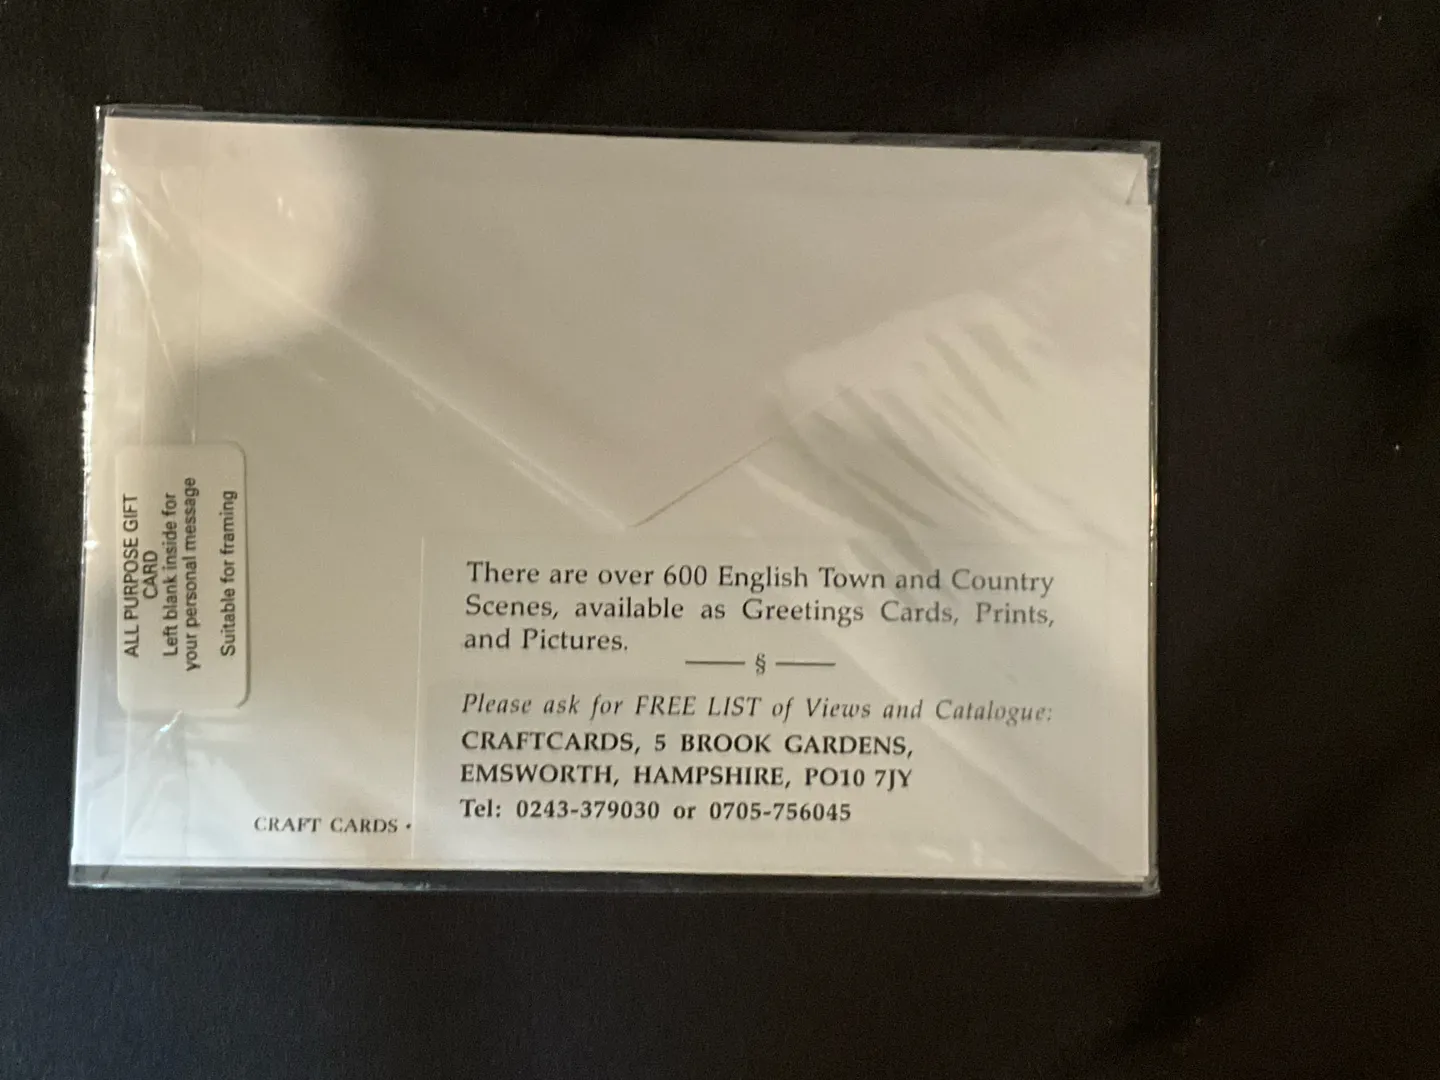 ALL PURPOSE GIFT
CARD
Left blank inside for
your personal message
Suitable for framing
There are over 600 English Town and Country
Scenes, available as Greetings Cards, Prints,
and Pictures.
§
Please ask for FREE LIST of Views and Catalogue:
CRAFTCARDS, 5 BROOK GARDENS,
EMSWORTH, HAMPSHIRE, PO10 7JY
Tel: 0243-379030 or 0705-756045
CRAFT CARDS •